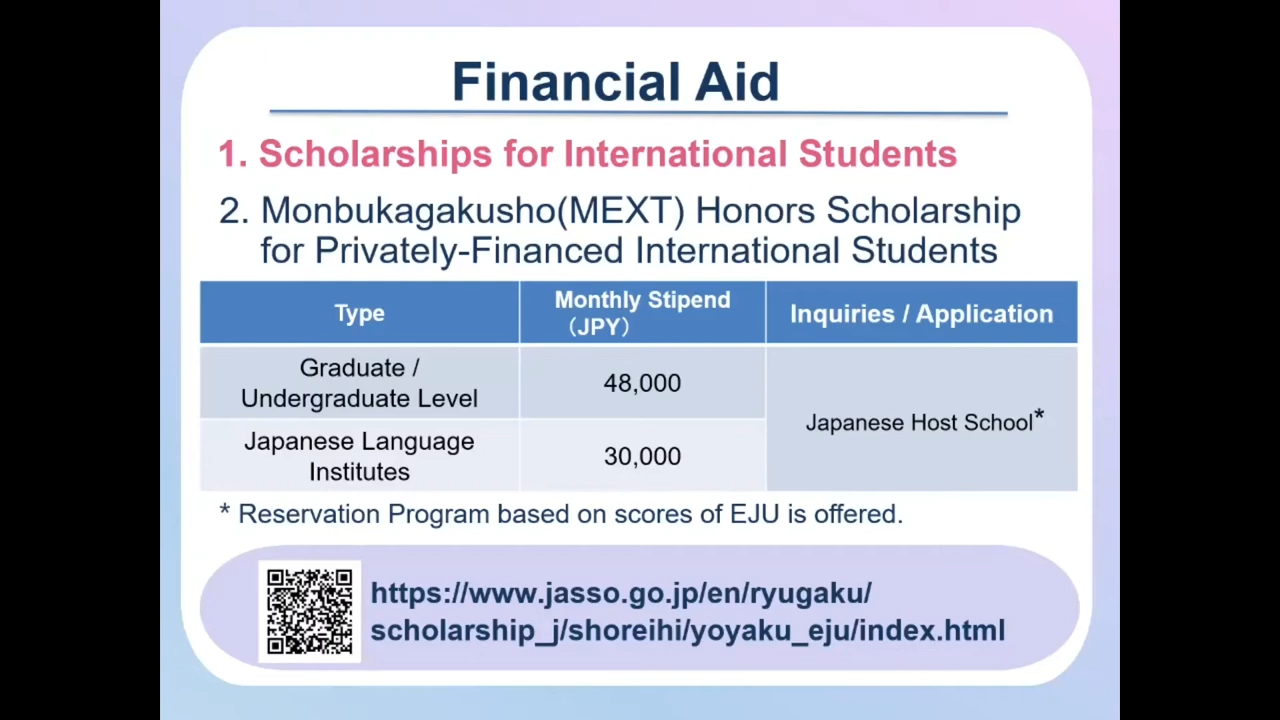 Financial Aid
1. Scholarships for International Students
2. Monbukagakusho(MEXT) Honors Scholarship
for Privately-Financed International Students
Type
Monthly Stipend
（JPY）
Inquiries / Application
Graduate /
Undergraduate Level
48,000
Japanese Host School*
Japanese Language
Institutes
30,000
* Reservation Program based on scores of EJU is offered.
https://www.jasso.go.jp/en/ryugaku/
scholarship_j/shoreihi/yoyaku_eju/index.html